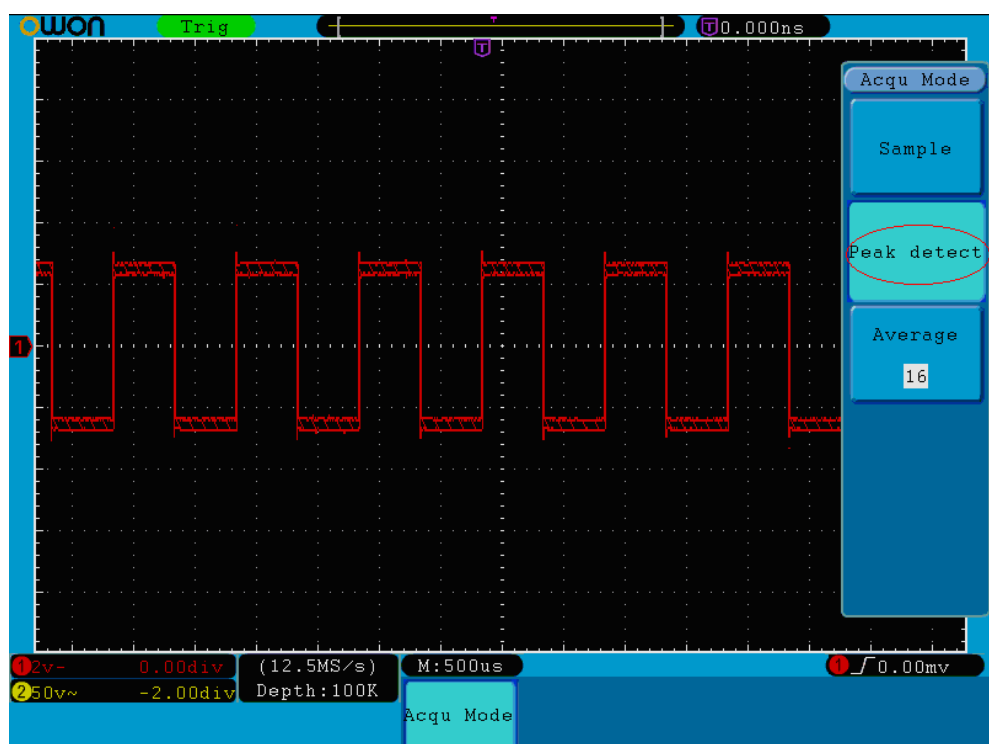 owon Trig T T 0.000ns
T
Acqu Mode
Sample
Peak detect
Average
16
1
1 2v- 0.00div (12.5MS/s) M:500us 1 0.00mv
2 50v~ -2.00div Depth:100K
Acqu Mode